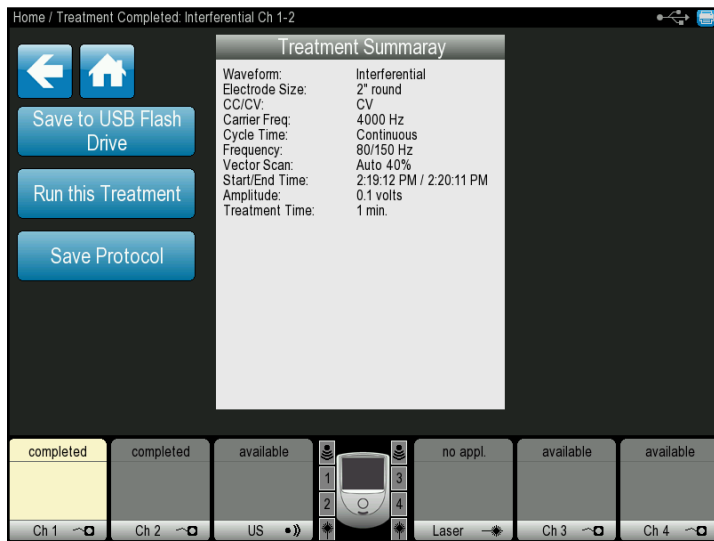 Home / Treatment Completed: Interferential Ch 1-2
Treatment Summaray
Save to USB Flash
Drive
Run this Treatment
Save Protocol
Waveform: Interferential
Electrode Size: 2" round
CC/CV: CV
Carrier Freq: 4000 Hz
Cycle Time: Continuous
Frequency: 80/150 Hz
Vector Scan: Auto 40%
Start/End Time: 2:19:12 PM / 2:20:11 PM
Amplitude: 0.1 volts
Treatment Time: 1 min.
completed completed available no appl. available available
1 3
2 4
Ch 1 Ch 2 US Laser Ch 3 Ch 4